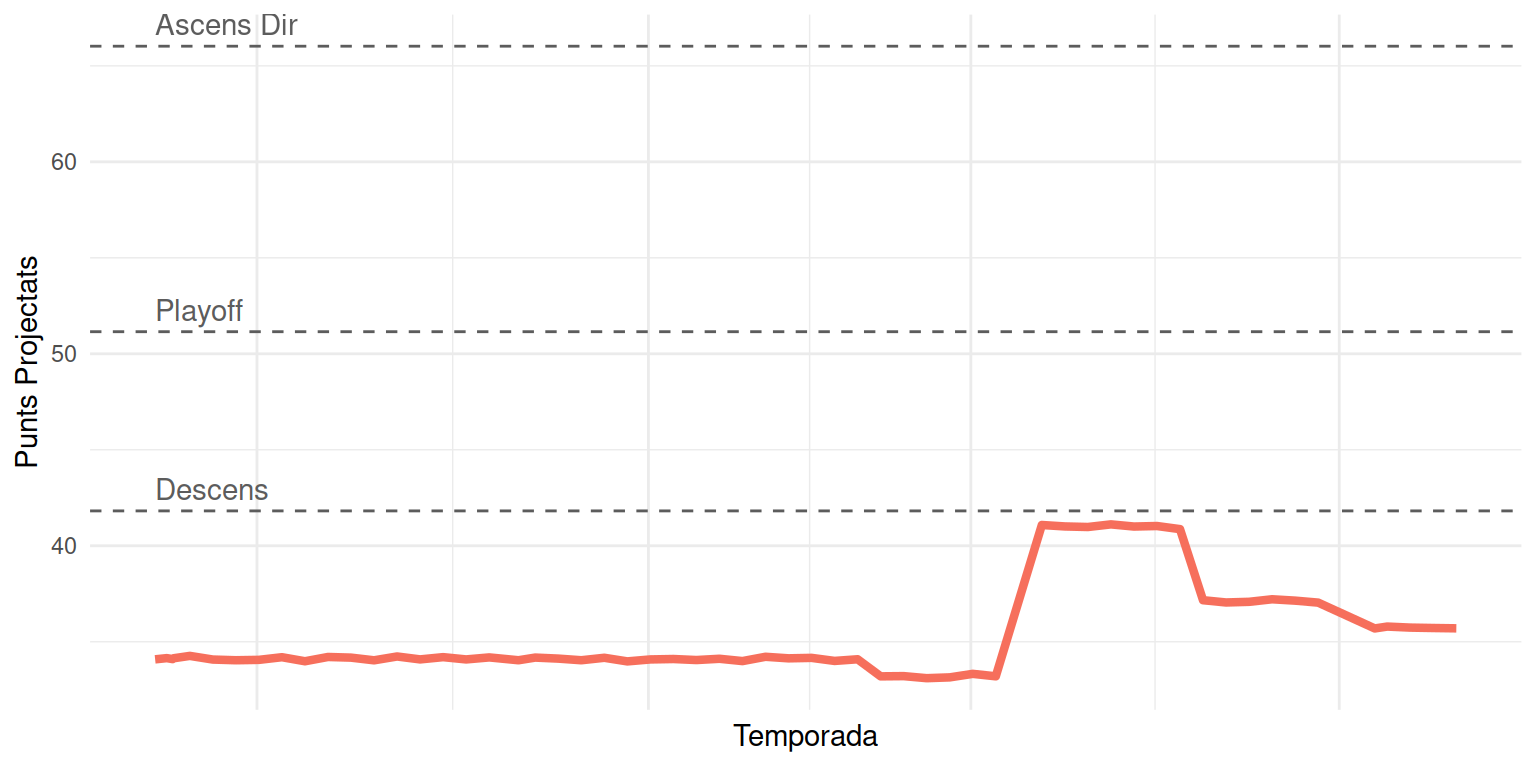 Ascens Dir
60
Playoff
50
Descens
40
Punts Projectats
Temporada